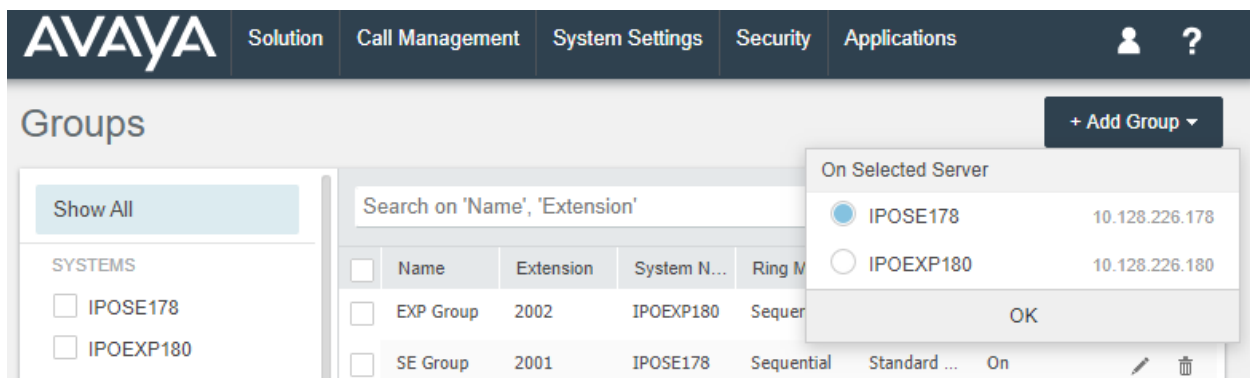 AVAYA Solution Call Management System Settings Security Applications ?
Groups
+ Add Group
On Selected Server
IPOSE178 10.128.226.178
IPOEXP180 10.128.226.180
OK
Show All
SYSTEMS
IPOSE178
IPOEXP180
Search on 'Name', 'Extension'
Name Extension System N... Ring M
EXP Group 2002 IPOEXP180 Sequer
SE Group 2001 IPOSE178 Sequential Standard ... On